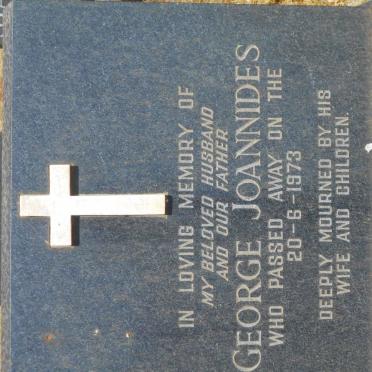 IN LOVING MEMORY OF
MY BELOVED HUSBAND
AND OUR FATHER
GEORGE JOANNIDES
WHO PASSED AWAY ON THE
20-6-1973
DEEPLY MOURNED BY HIS
WIFE AND CHILDREN.